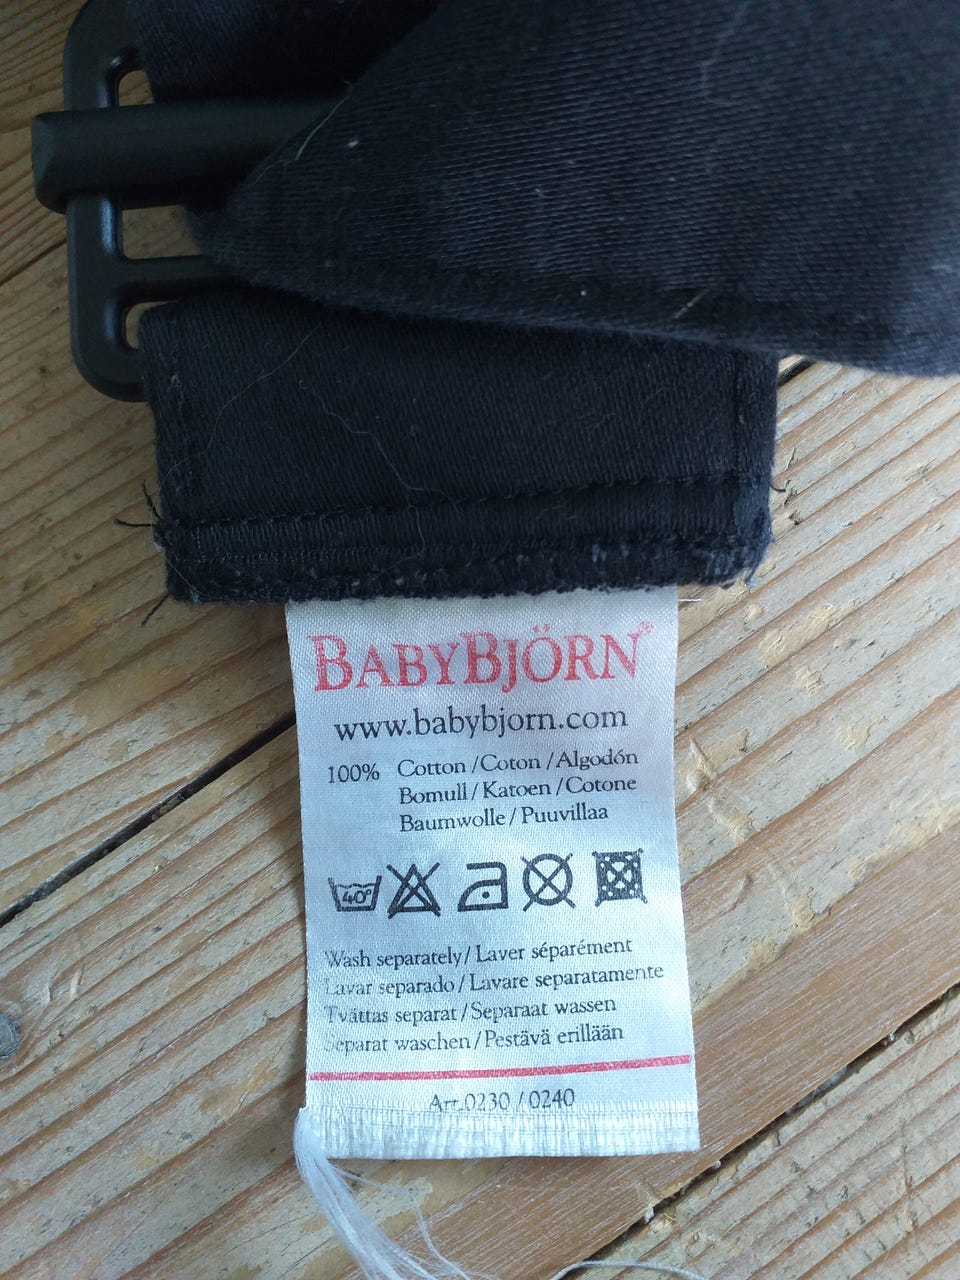 BABYBJÖRN®
www.babybjorn.com
100% Cotton / Coton / Algodón
Bomull / Katoen / Cotone
Baumwolle / Puuvillaa
40°
Wash separately / Laver séparément
Lavar separado / Lavare separatamente
Tvättas separat / Separaat wassen
Separat waschen / Pestävä erillään
Art.0230 / 0240